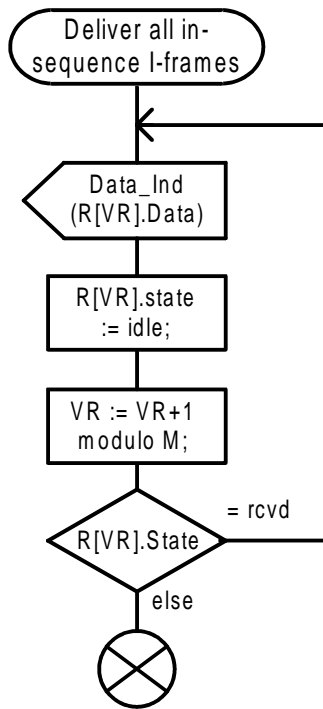 Deliver all in-
sequence I-frames
Data_Ind
(R[VR].Data)
R[VR].state
:= idle;
VR := VR+1
modulo M;
= rcvd
R[VR].State
else